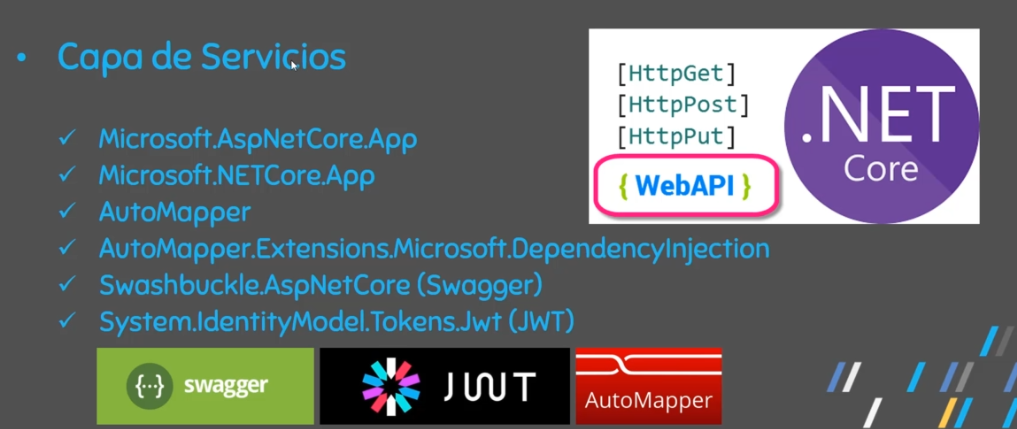 • Capa de Servicios
✓ Microsoft.AspNetCore.App
✓ Microsoft.NETCore.App
✓ AutoMapper
✓ AutoMapper.Extensions.Microsoft.DependencyInjection
✓ Swashbuckle.AspNetCore (Swagger)
✓ System.IdentityModel.Tokens.Jwt (JWT)
[HttpGet]
[HttpPost]
[HttpPut]
{ WebAPI }
.NET
Core
{···} swagger
JWT
AutoMapper